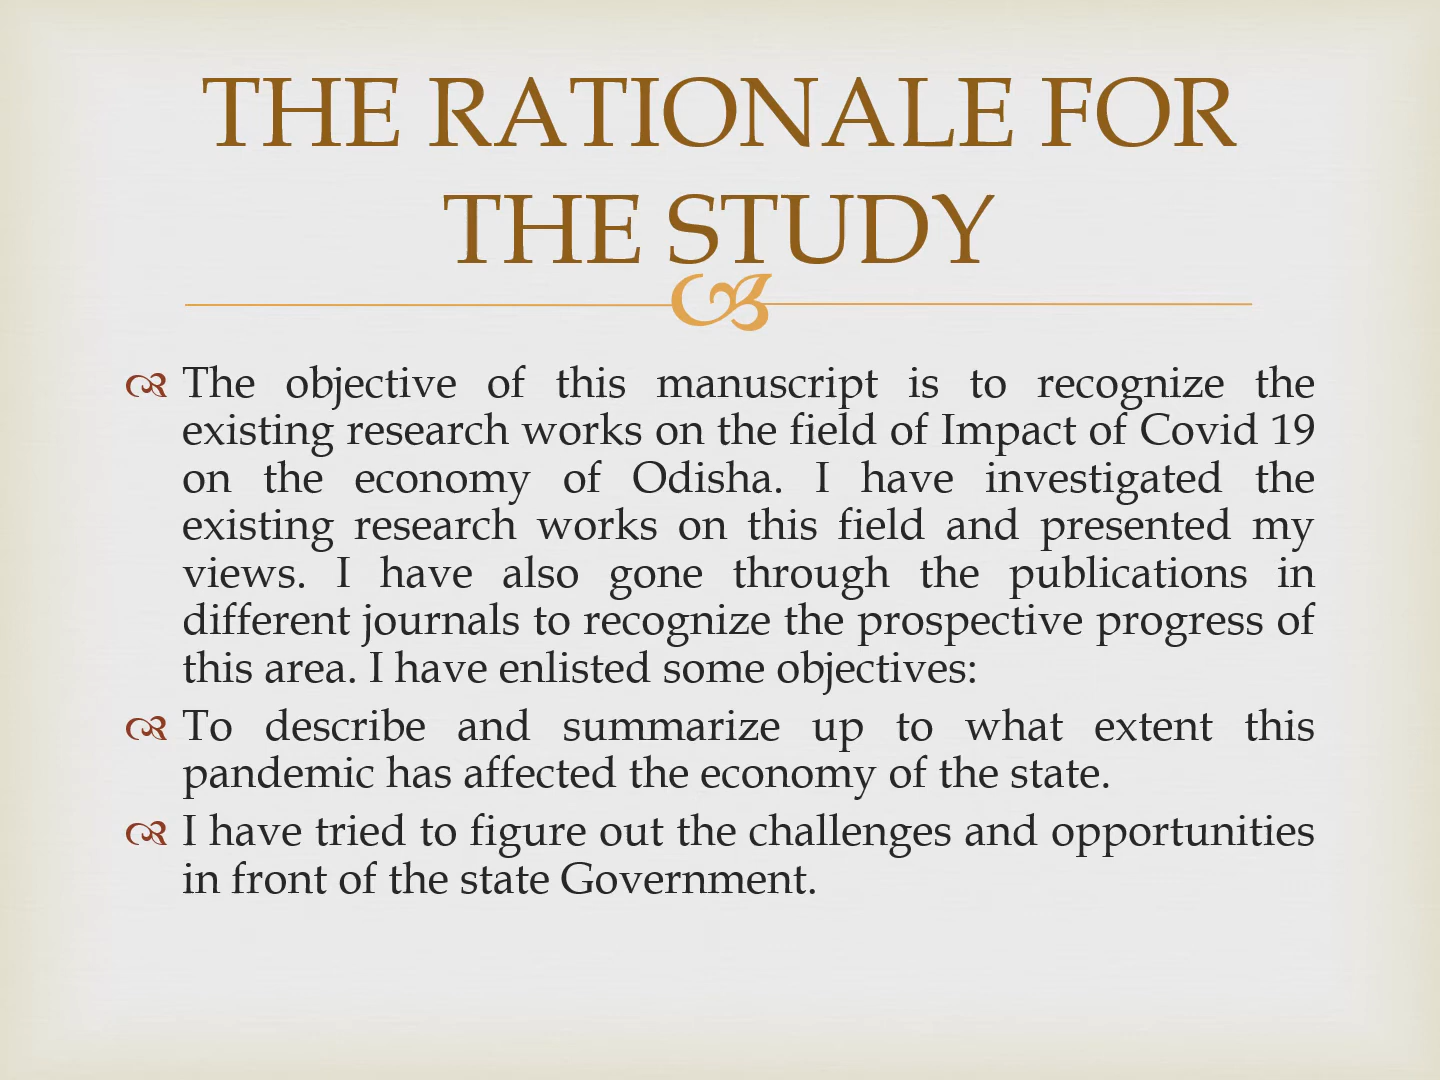 THE RATIONALE FOR
THE STUDY
The objective of this manuscript is to recognize the
existing research works on the field of Impact of Covid 19
on the economy of Odisha. I have investigated the
existing research works on this field and presented my
views. I have also gone through the publications in
different journals to recognize the prospective progress of
this area. I have enlisted some objectives:
To describe and summarize up to what extent this
pandemic has affected the economy of the state.
I have tried to figure out the challenges and opportunities
in front of the state Government.